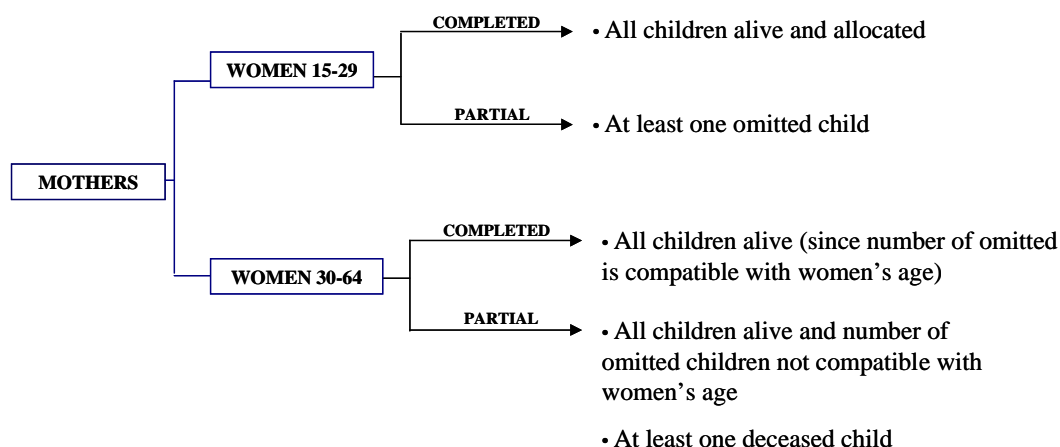 COMPLETED
• All children alive and allocated
WOMEN 15-29
PARTIAL
• At least one omitted child
MOTHERS
COMPLETED
• All children alive (since number of omitted
is compatible with women’s age)
WOMEN 30-64
PARTIAL
• All children alive and number of
omitted children not compatible with
women’s age
• At least one deceased child